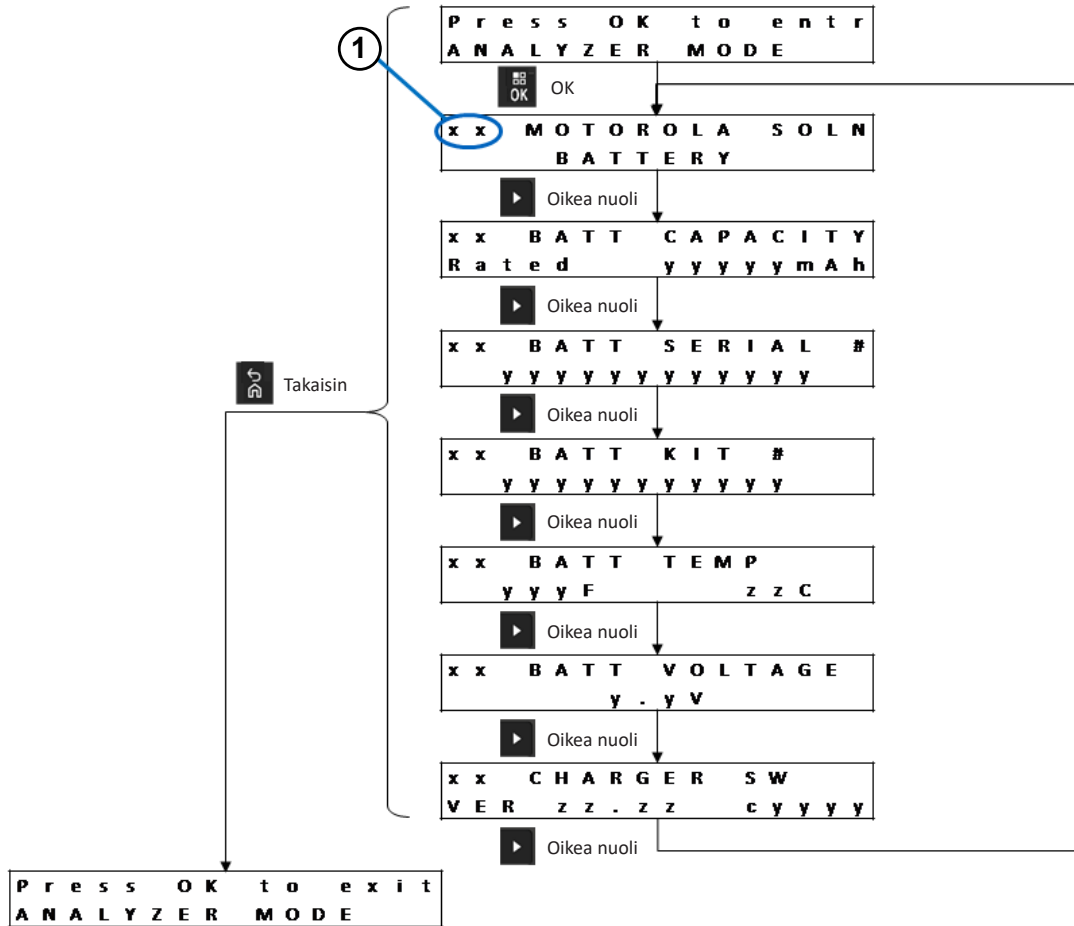 Press OK to entr
ANALYZER MODE
1
OK
OK
xx MOTOROLA SOLN
BATTERY
Oikea nuoli
xx BATT CAPACITY
Rated yyyyymAh
Oikea nuoli
xx BATT SERIAL #
yyyyyyyyyyyy
Takaisin
Oikea nuoli
xx BATT KIT #
yyyyyyyyyyy
Oikea nuoli
xx BATT TEMP
yyyF zzC
Oikea nuoli
xx BATT VOLTAGE
y.yV
Oikea nuoli
xx CHARGER SW
VER zz.zz cyyyy
Oikea nuoli
Press OK to exit
ANALYZER MODE